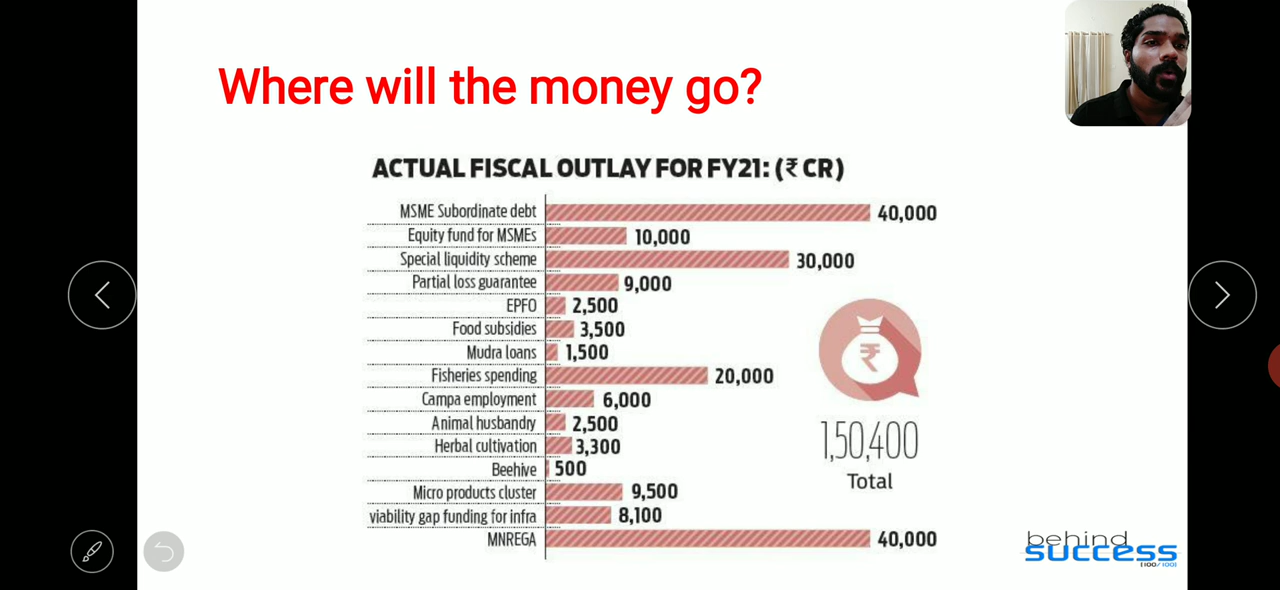 Where will the money go?
ACTUAL FISCAL OUTLAY FOR FY21: (₹ CR)
MSME Subordinate debt 40,000
Equity fund for MSMEs 10,000
Special liquidity scheme 30,000
Partial loss guarantee 9,000
EPFO 2,500
Food subsidies 3,500
Mudra loans 1,500
Fisheries spending 20,000
Campa employment 6,000
Animal husbandry 2,500
Herbal cultivation 3,300
Beehive 500
Micro products cluster 9,500
viability gap funding for infra 8,100
MNREGA 40,000
₹
1,50,400
Total
behind
success
[100/100]